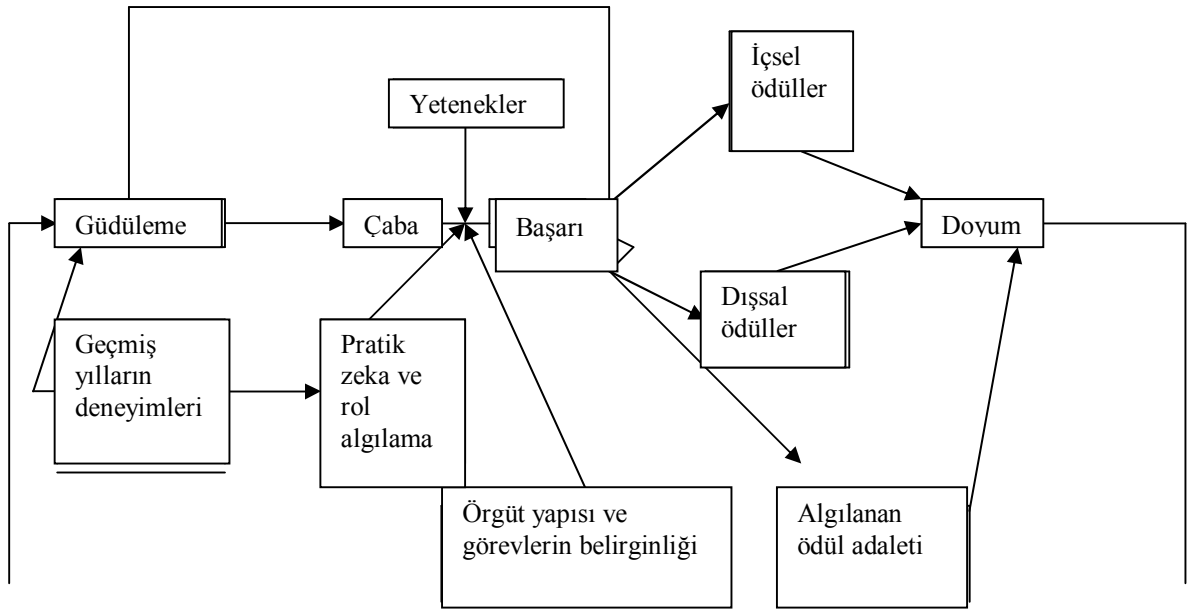 İçsel
ödüller
Yetenekler
Güdüleme
Çaba
Başarı
Doyum
Dışsal
ödüller
Geçmiş
yılların
deneyimleri
Pratik
zeka ve
rol
algılama
Örgüt yapısı ve
görevlerin belirginliği
Algılanan
ödül adaleti